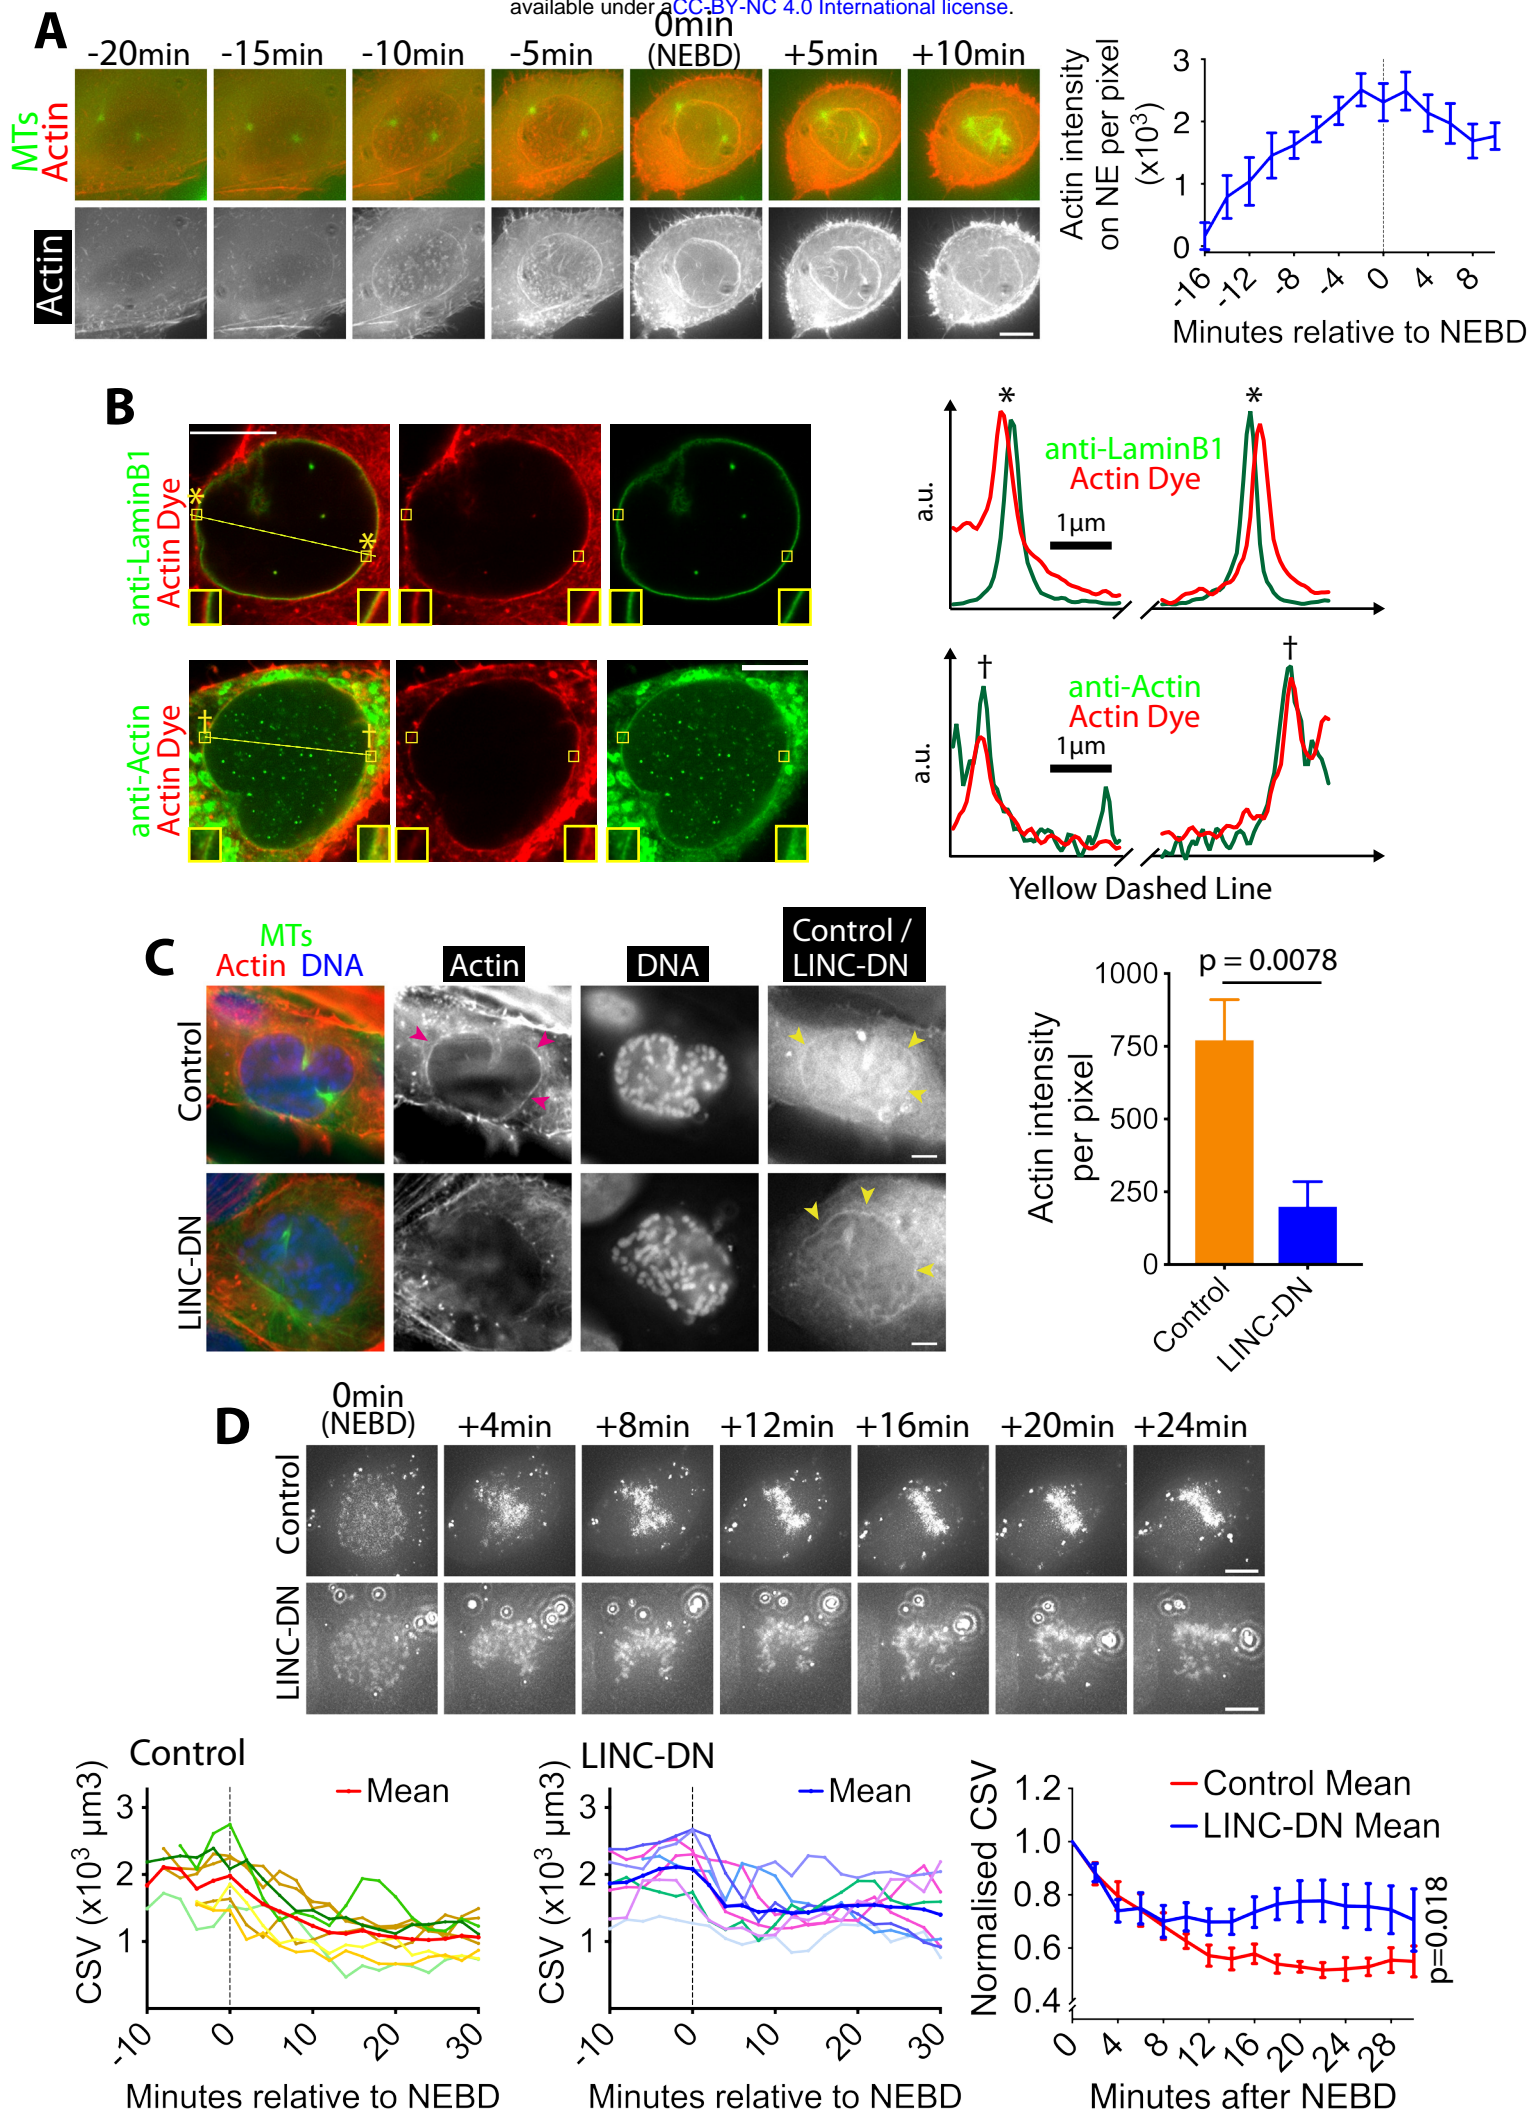 available under aCC-BY-NC 4.0 International license.
A
-20min -15min -10min -5min 0min (NEBD) +5min +10min
MTs
Actin
Actin
Actin intensity
on NE per pixel
(x10³)
3
2
1
0
-16 -12 -8 -4 0 4 8
Minutes relative to NEBD
B
anti-LaminB1
Actin Dye
* *
* *
anti-LaminB1
Actin Dye
1µm
a.u.
anti-Actin
Actin Dye
† †
† †
anti-Actin
Actin Dye
1µm
a.u.
Yellow Dashed Line
C
MTs
Actin DNA
Actin
DNA
Control /
LINC-DN
Control
LINC-DN
p = 0.0078
Actin intensity
per pixel
1000
750
500
250
0
Control
LINC-DN
D
0min
(NEBD) +4min +8min +12min +16min +20min +24min
Control
LINC-DN
Control
Mean
CSV (x10³ µm3)
3
2
1
-10 0 10 20 30
Minutes relative to NEBD
LINC-DN
Mean
CSV (x10³ µm3)
3
2
1
-10 0 10 20 30
Minutes relative to NEBD
Control Mean
LINC-DN Mean
Normalised CSV
1.2
1.0
0.8
0.6
0.4
p=0.018
0 4 8 12 16 20 24 28
Minutes after NEBD